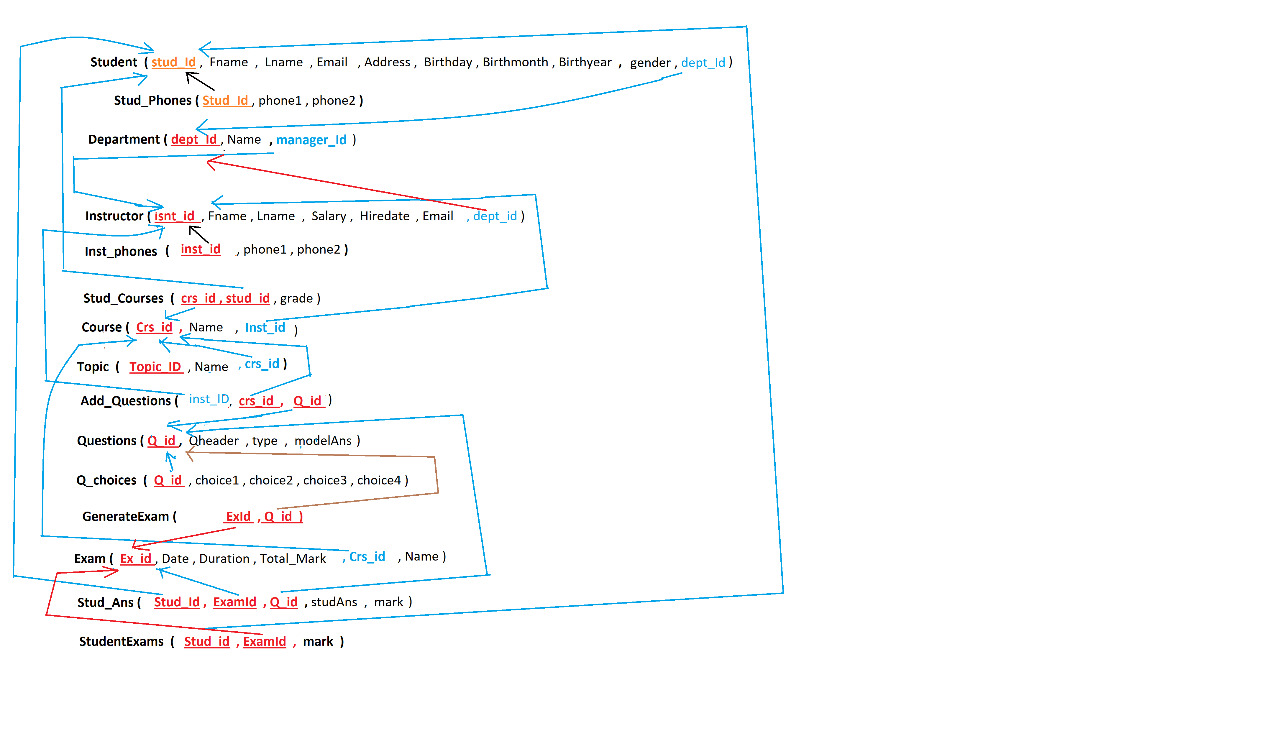 Student ( stud_Id , Fname , Lname , Email , Address , Birthday , Birthmonth , Birthyear , gender , dept_Id )
Stud_Phones ( Stud_Id , phone1 , phone2 )
Department ( dept_Id , Name , manager_Id )
Instructor ( isnt_id , Fname , Lname , Salary , Hiredate , Email , dept_id )
Inst_phones ( inst_id , phone1 , phone2 )
Stud_Courses ( crs_id , stud_id , grade )
Course ( Crs_id , Name , Inst_id )
Topic ( Topic_ID , Name , crs_id )
Add_Questions ( inst_ID , crs_id , Q_id )
Questions ( Q_id , Qheader , type , modelAns )
Q_choices ( Q_id , choice1 , choice2 , choice3 , choice4 )
GenerateExam ( ExId , Q_id )
Exam ( Ex_id , Date , Duration , Total_Mark , Crs_id , Name )
Stud_Ans ( Stud_Id , ExamId , Q_id , studAns , mark )
StudentExams ( Stud_id , ExamId , mark )